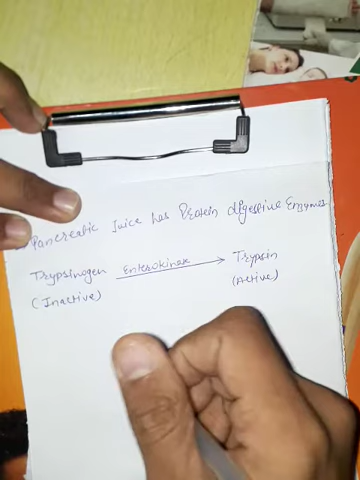 Pancreatic Juice has Protein digestive Enzymes
Trypsinogen Enterokinase → Trypsin
(Inactive) (Active)